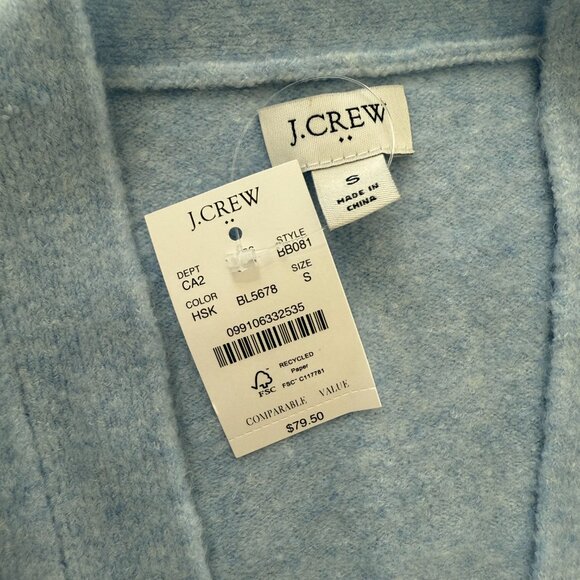 J.CREW
S
MADE IN
CHINA
J.CREW
DEPT STYLE
CA2 BB081
COLOR SIZE
HSK BL5678 S
099106332535
RECYCLED
Paper
FSC™ C117781
FSC
COMPARABLE VALUE
$79.50